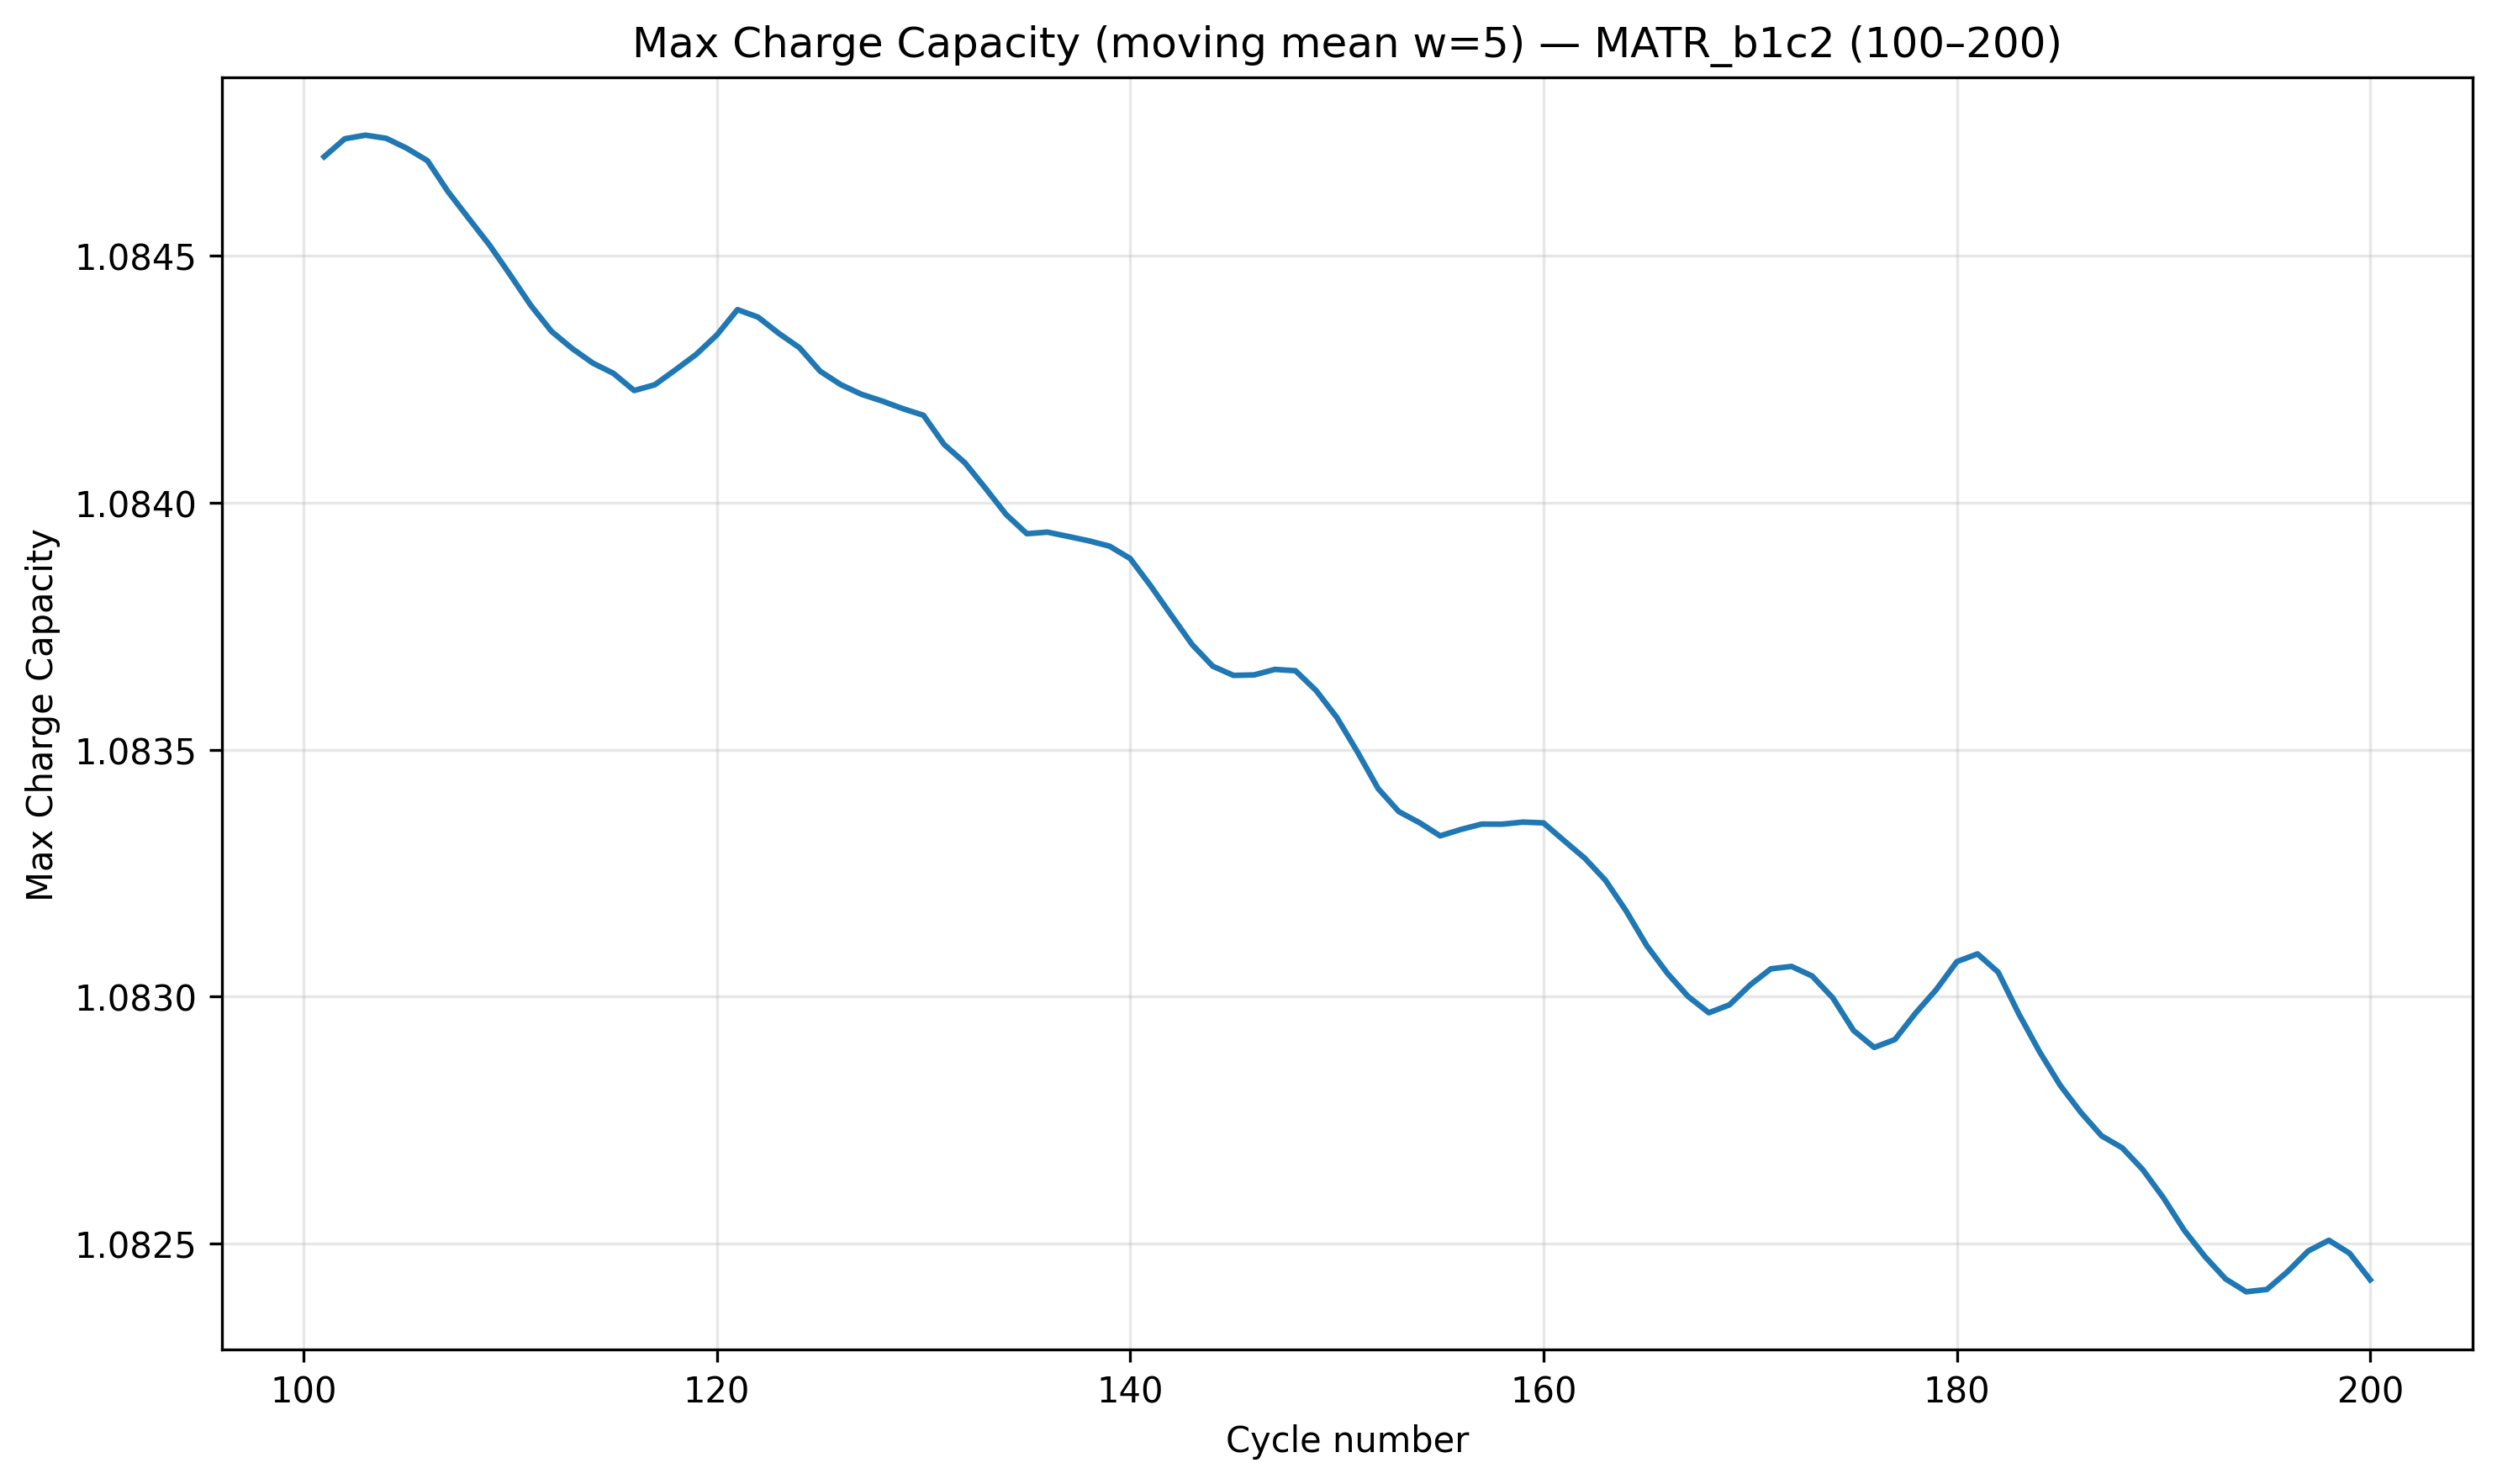 Max Charge Capacity (moving mean w=5) — MATR_b1c2 (100–200)
Max Charge Capacity
1.0845
1.0840
1.0835
1.0830
1.0825
100 120 140 160 180 200
Cycle number